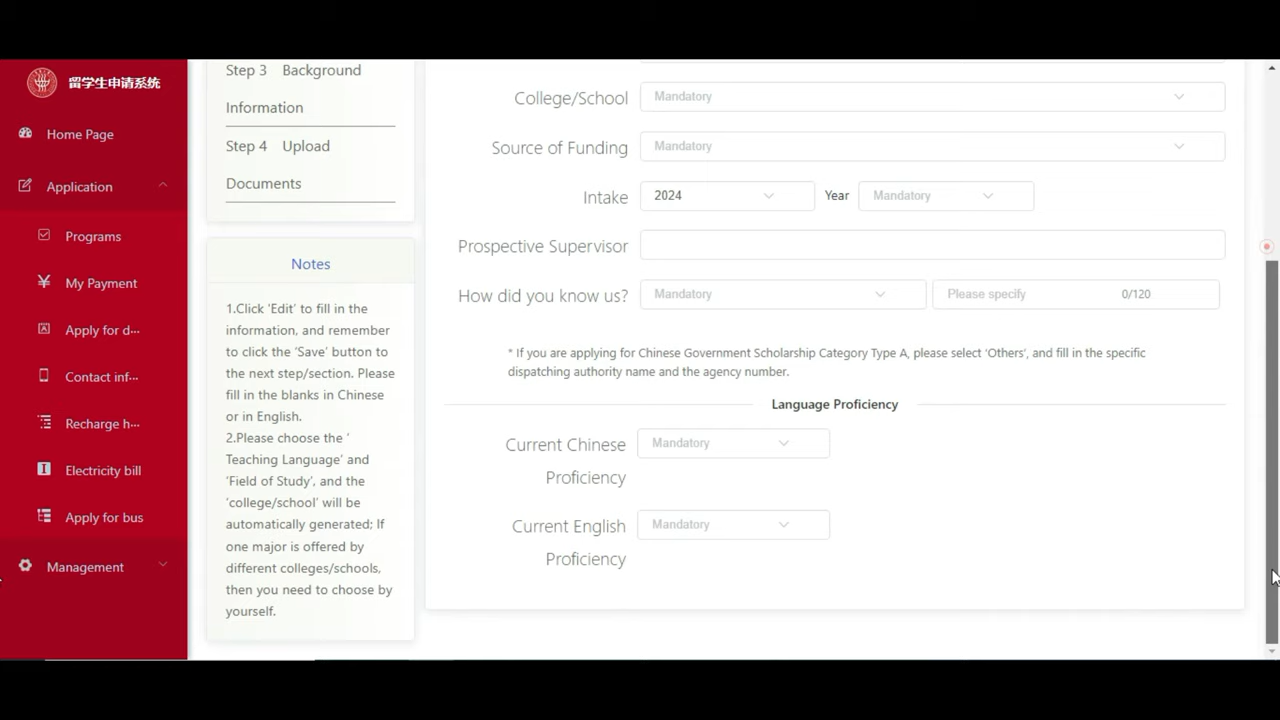 留学生申请系统
Home Page
Application
Programs
My Payment
Apply for d...
Contact inf...
Recharge h...
Electricity bill
Apply for bus
Management
Step 3 Background
Information
Step 4 Upload
Documents
Notes
1.Click 'Edit' to fill in the
information, and remember
to click the 'Save' button to
the next step/section. Please
fill in the blanks in Chinese
or in English.
2.Please choose the '
Teaching Language' and
'Field of Study', and the
'college/school' will be
automatically generated; If
one major is offered by
different colleges/schools,
then you need to choose by
yourself.
College/School Mandatory
Source of Funding Mandatory
Intake 2024 Year Mandatory
Prospective Supervisor
How did you know us? Mandatory Please specify 0/120
* If you are applying for Chinese Government Scholarship Category Type A, please select 'Others', and fill in the specific
dispatching authority name and the agency number.
Language Proficiency
Current Chinese Mandatory
Proficiency
Current English Mandatory
Proficiency